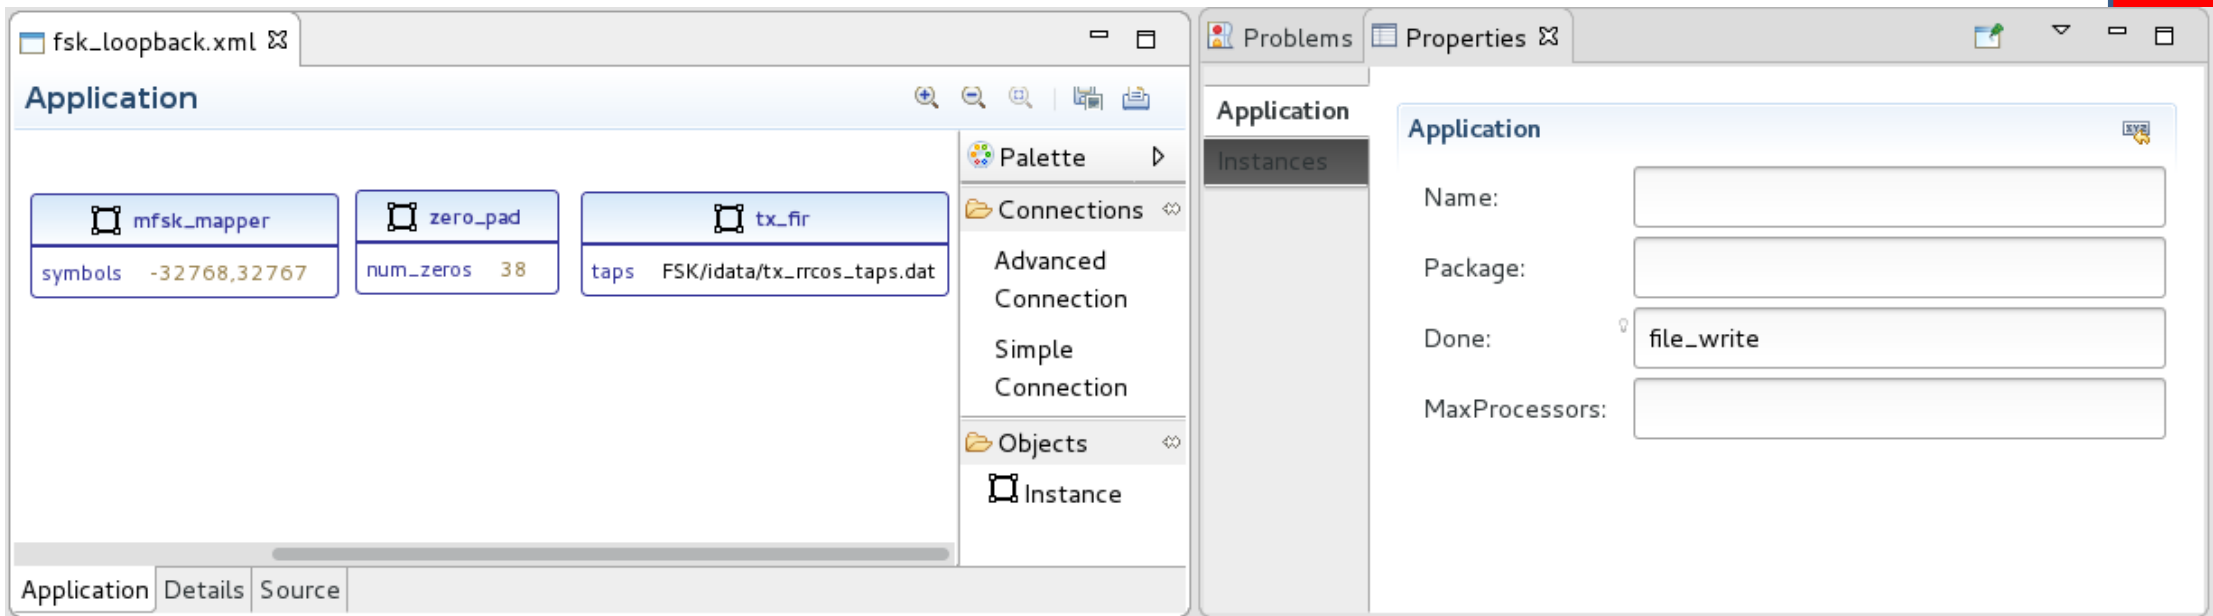 fsk_loopback.xml
Application
mfsk_mapper
symbols -32768,32767
zero_pad
num_zeros 38
tx_fir
taps FSK/idata/tx_rrcos_taps.dat
Palette
Connections
Advanced
Connection
Simple
Connection
Objects
Instance
Application Details Source
Problems Properties
Application
Instances
Application
Name:
Package:
Done: file_write
MaxProcessors: